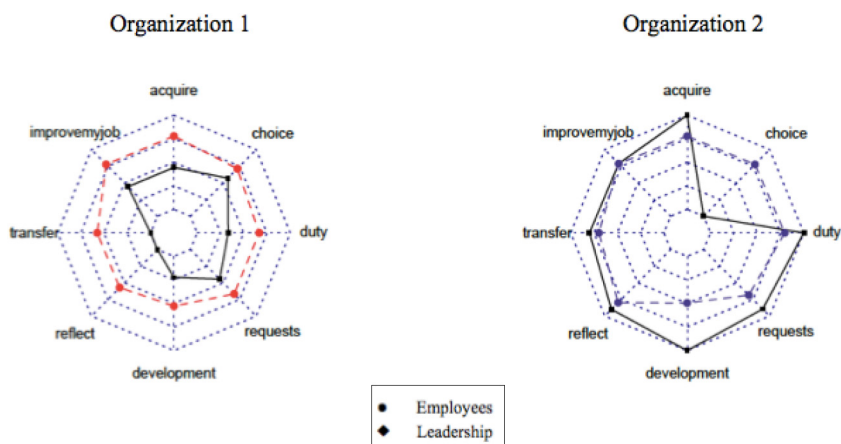 Organization 1
acquire
improvemyjob
choice
transfer
duty
reflect
requests
development
Organization 2
acquire
improvemyjob
choice
transfer
duty
reflect
requests
development
Employees
Leadership